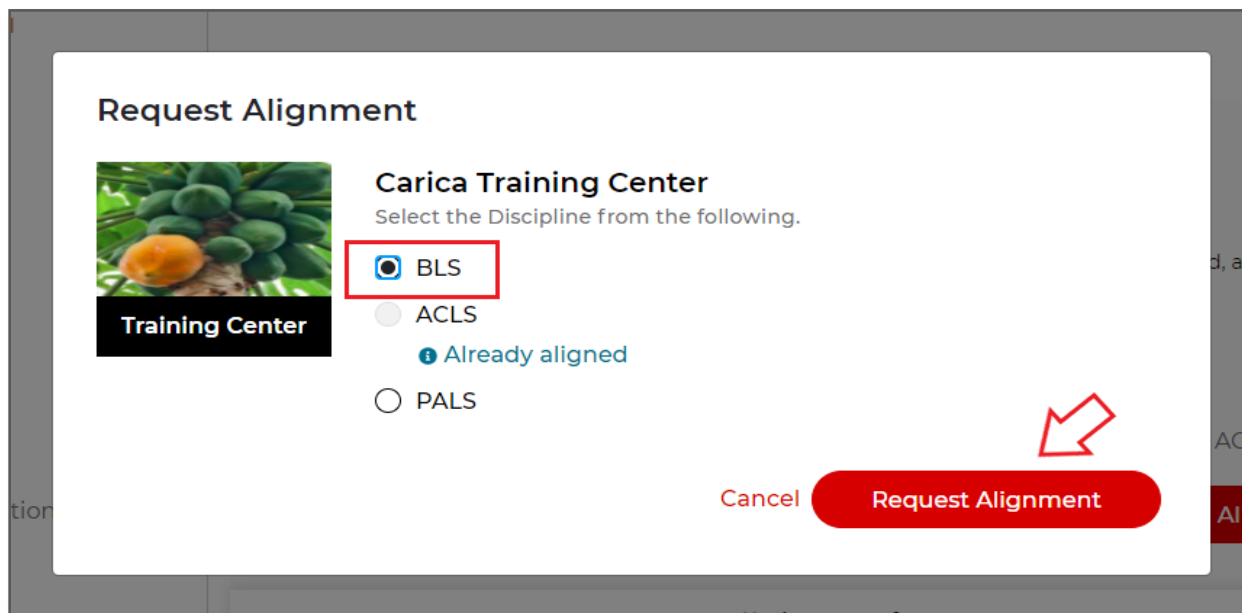 Request Alignment
Carica Training Center
Select the Discipline from the following.
BLS
Training Center
ACLS
Already aligned
PALS
Cancel
Request Alignment